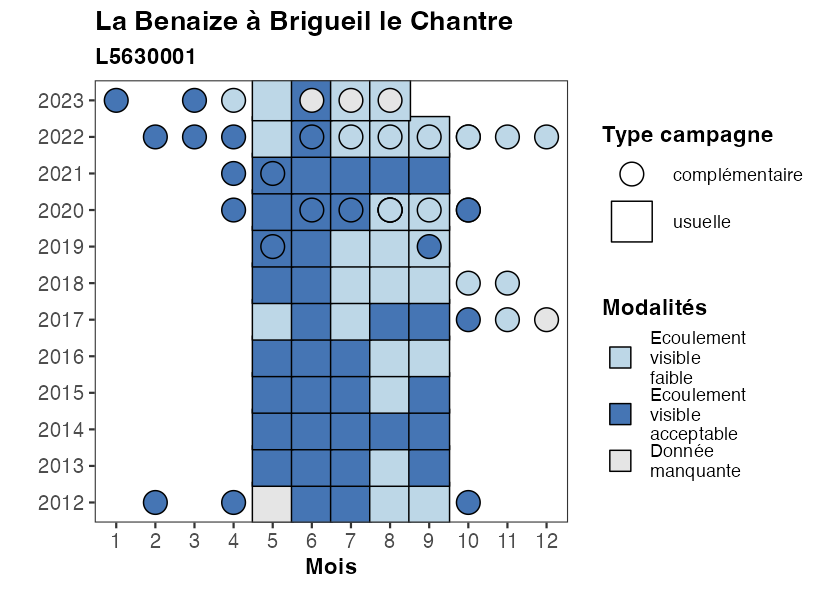 La Benaize à Brigueil le Chantre
L5630001
2023
2022
2021
2020
2019
2018
2017
2016
2015
2014
2013
2012
1 2 3 4 5 6 7 8 9 10 11 12
Mois
Type campagne
complémentaire
usuelle
Modalités
Ecoulement
visible
faible
Ecoulement
visible
acceptable
Donnée
manquante